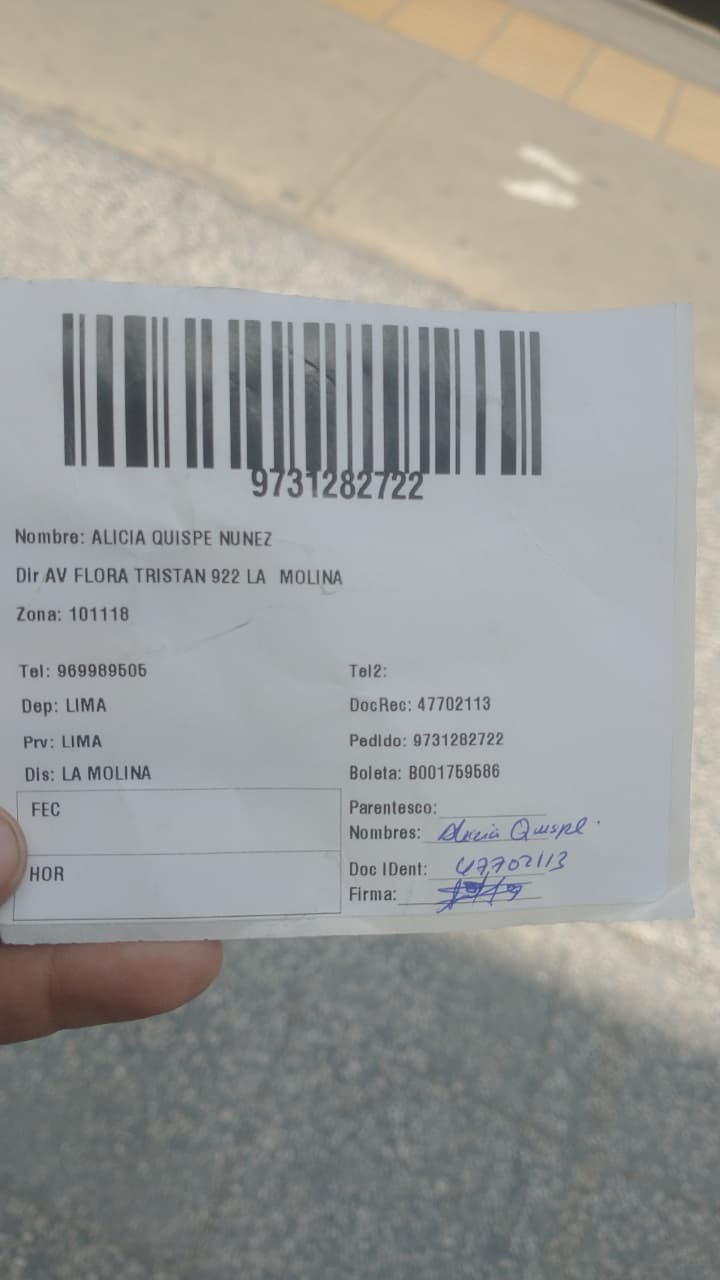 9731282722
Nombre: ALICIA QUISPE NUNEZ
Dir AV FLORA TRISTAN 922 LA MOLINA
Zona: 101118
Tel: 969989505
Tel2:
Dep: LIMA
DocRec: 47702113
Prv: LIMA
Pedido: 9731282722
Dis: LA MOLINA
Boleta: B001759586
FEC
Parentesco:
Nombres: Alicia Quispe.
HOR
Doc IDent: 47702113
Firma: